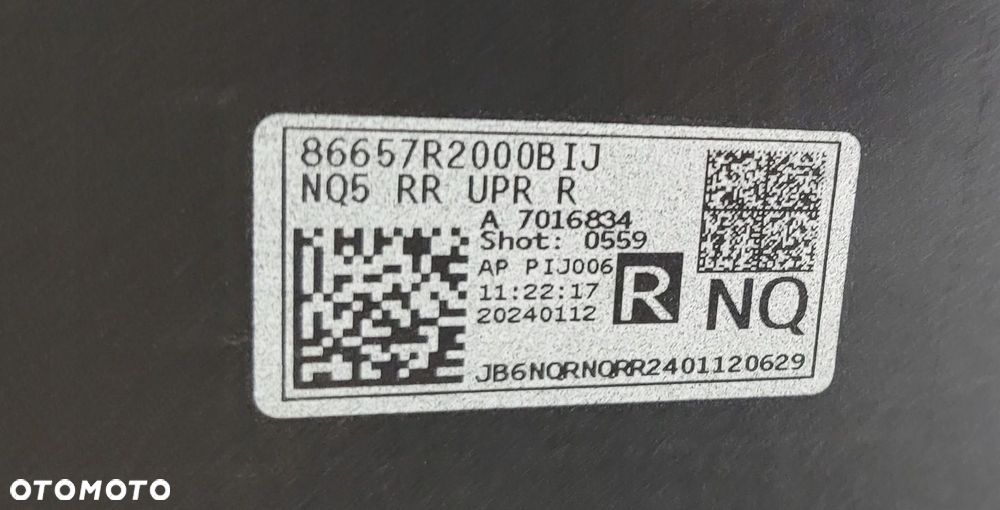 86657R2000BIJ
NQ5 RR UPR R
A 7016834
Shot: 0559
AP PIJ006
11:22:17
20240112
R
NQ
JB6NQRNQRR2401120629
OTOMOTO